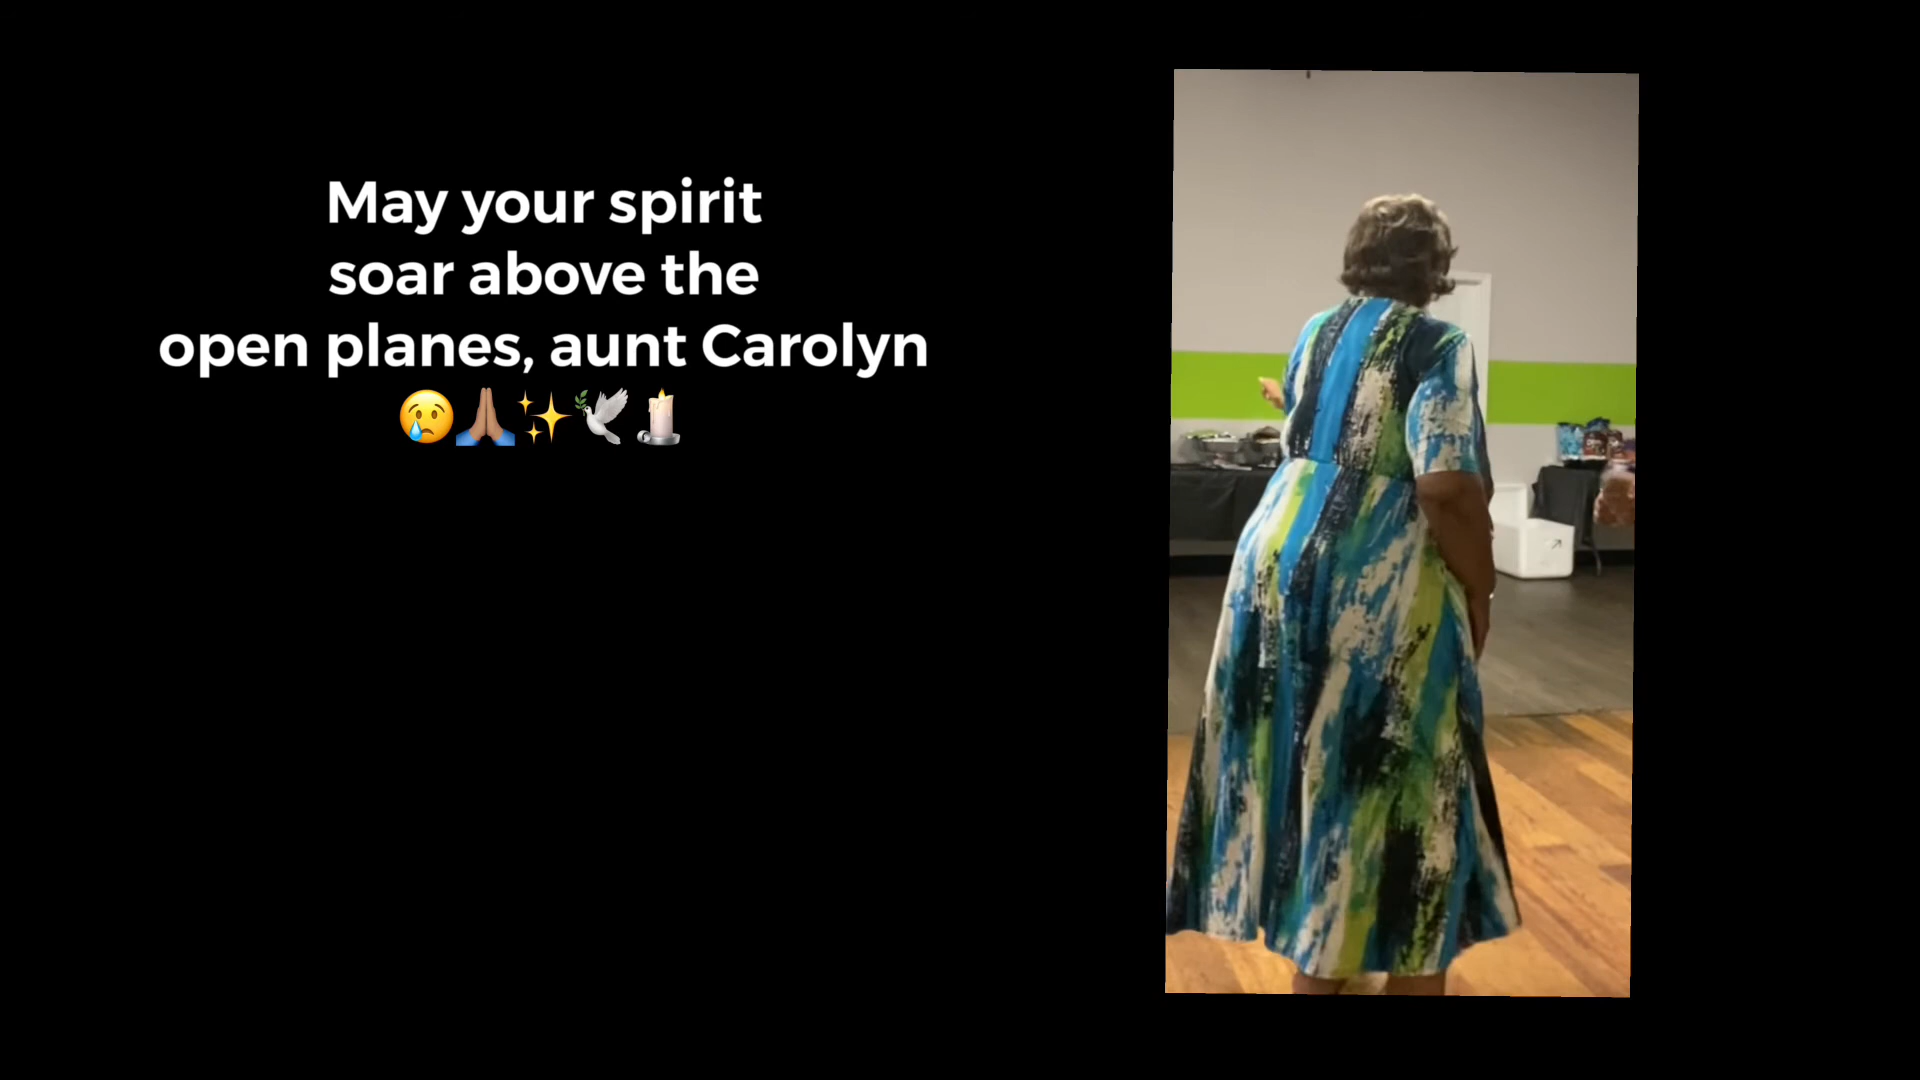 May your spirit
soar above the
open planes, aunt Carolyn
😢🙏🏽✨🕊️🕯️